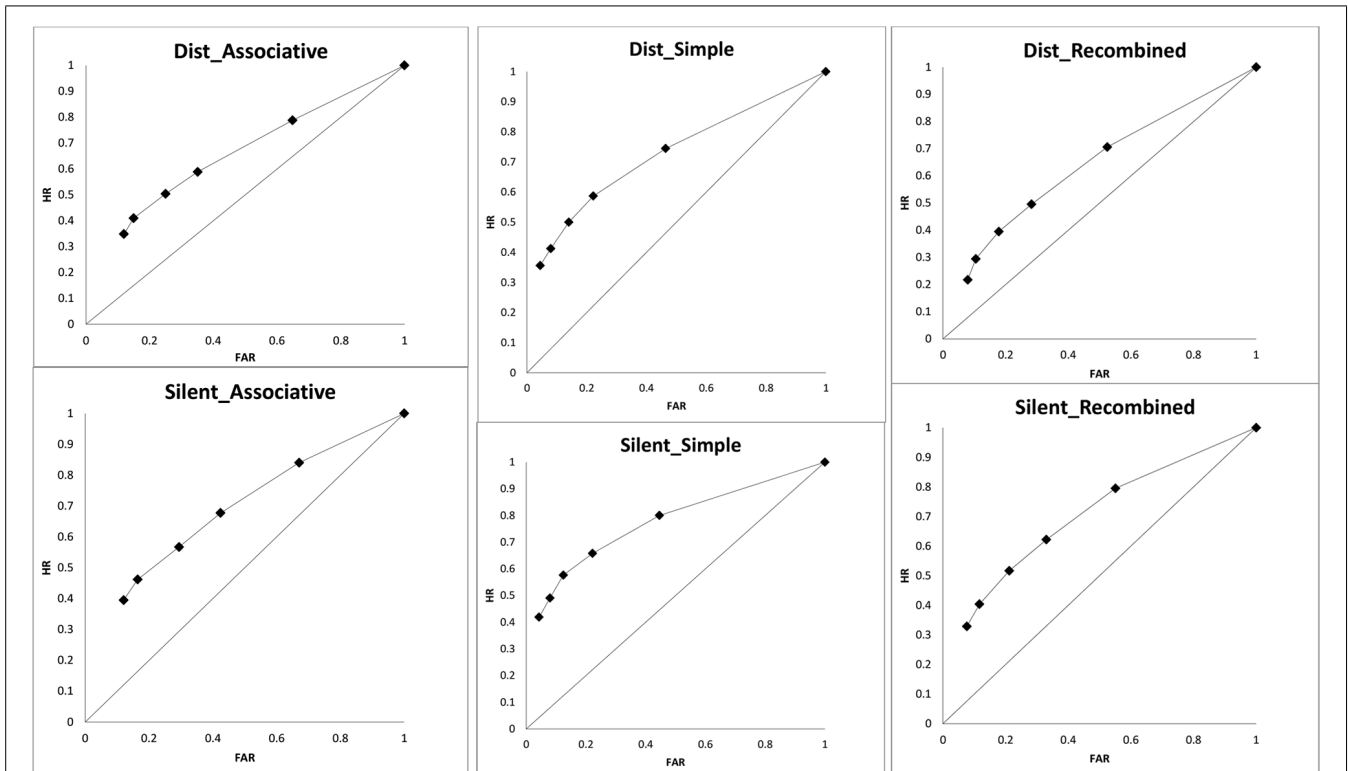 Dist_Associative
1
0.9
0.8
0.7
0.6
0.5
0.4
0.3
0.2
0.1
0
HR
0 0.2 0.4 0.6 0.8 1
FAR
Dist_Simple
1
0.9
0.8
0.7
0.6
0.5
0.4
0.3
0.2
0.1
0
HR
0 0.2 0.4 0.6 0.8 1
FAR
Dist_Recombined
1
0.9
0.8
0.7
0.6
0.5
0.4
0.3
0.2
0.1
0
HR
0 0.2 0.4 0.6 0.8 1
FAR
Silent_Associative
1
0.9
0.8
0.7
0.6
0.5
0.4
0.3
0.2
0.1
0
HR
0 0.2 0.4 0.6 0.8 1
FAR
Silent_Simple
1
0.9
0.8
0.7
0.6
0.5
0.4
0.3
0.2
0.1
0
HR
0 0.2 0.4 0.6 0.8 1
FAR
Silent_Recombined
1
0.9
0.8
0.7
0.6
0.5
0.4
0.3
0.2
0.1
0
HR
0 0.2 0.4 0.6 0.8 1
FAR